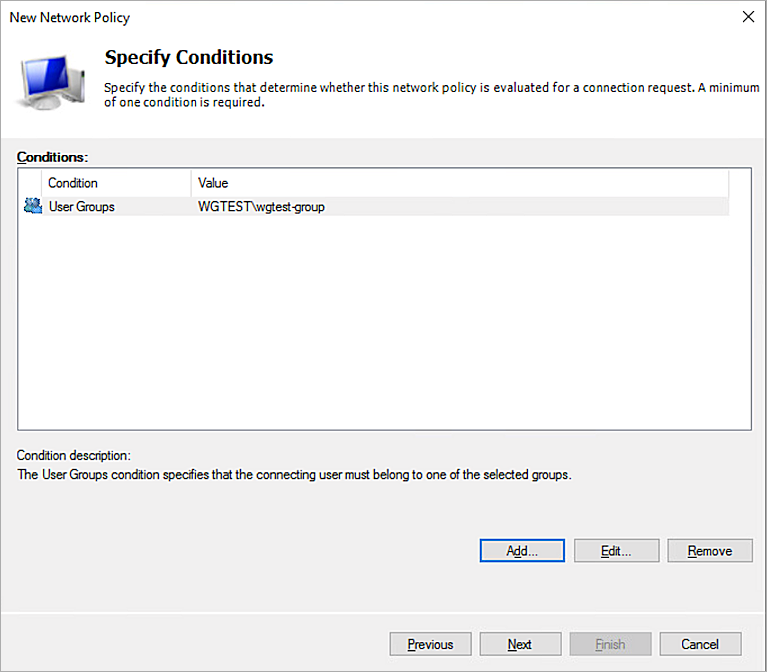 New Network Policy
Specify Conditions
Specify the conditions that determine whether this network policy is evaluated for a connection request. A minimum
of one condition is required.
Conditions:
Condition Value
User Groups WGTEST\wgtest-group
Condition description:
The User Groups condition specifies that the connecting user must belong to one of the selected groups.
Add... Edit... Remove
Previous Next Finish Cancel